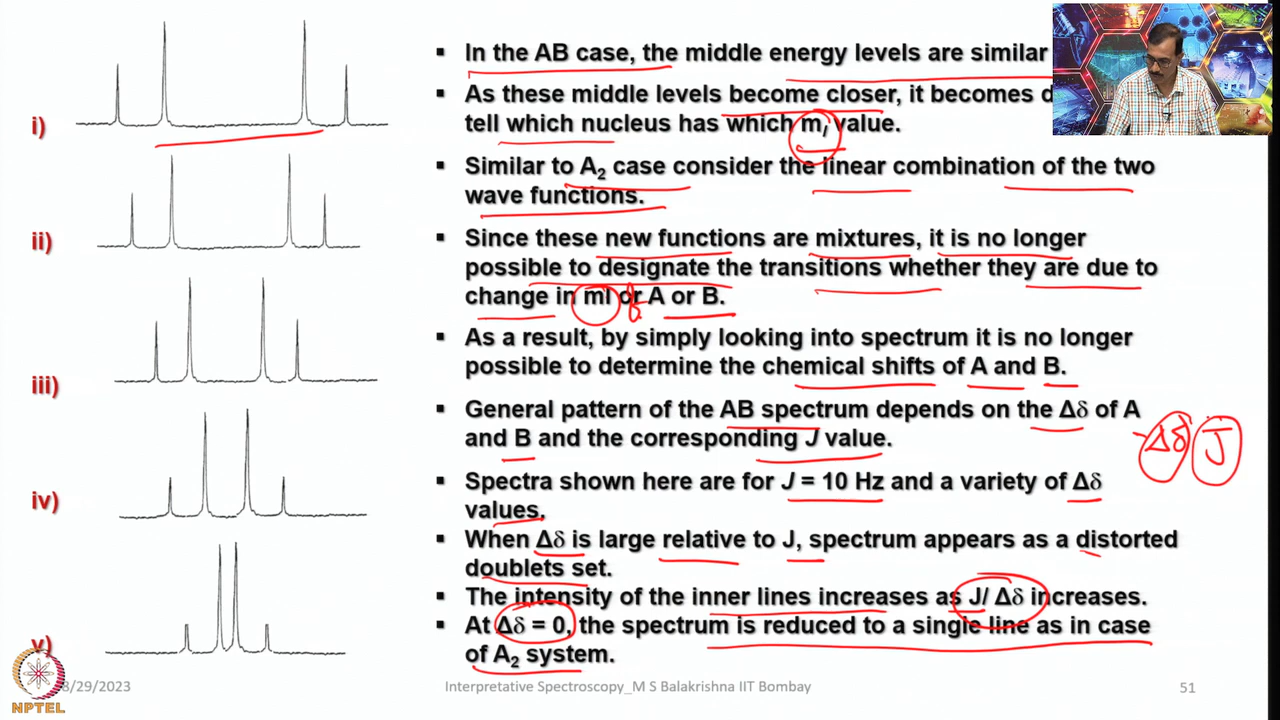 i)
ii)
iii)
iv)
v)
In the AB case, the middle energy levels are similar
As these middle levels become closer, it becomes d
tell which nucleus has which mI value.
Similar to A2 case consider the linear combination of the two
wave functions.
Since these new functions are mixtures, it is no longer
possible to designate the transitions whether they are due to
change in mI of A or B.
As a result, by simply looking into spectrum it is no longer
possible to determine the chemical shifts of A and B.
General pattern of the AB spectrum depends on the Δδ of A
and B and the corresponding J value.
Δδ J
Spectra shown here are for J = 10 Hz and a variety of Δδ
values.
When Δδ is large relative to J, spectrum appears as a distorted
doublets set.
The intensity of the inner lines increases as J/ Δδ increases.
At Δδ = 0, the spectrum is reduced to a single line as in case
of A2 system.
8/29/2023
Interpretative Spectroscopy_M S Balakrishna IIT Bombay
51
NPTEL